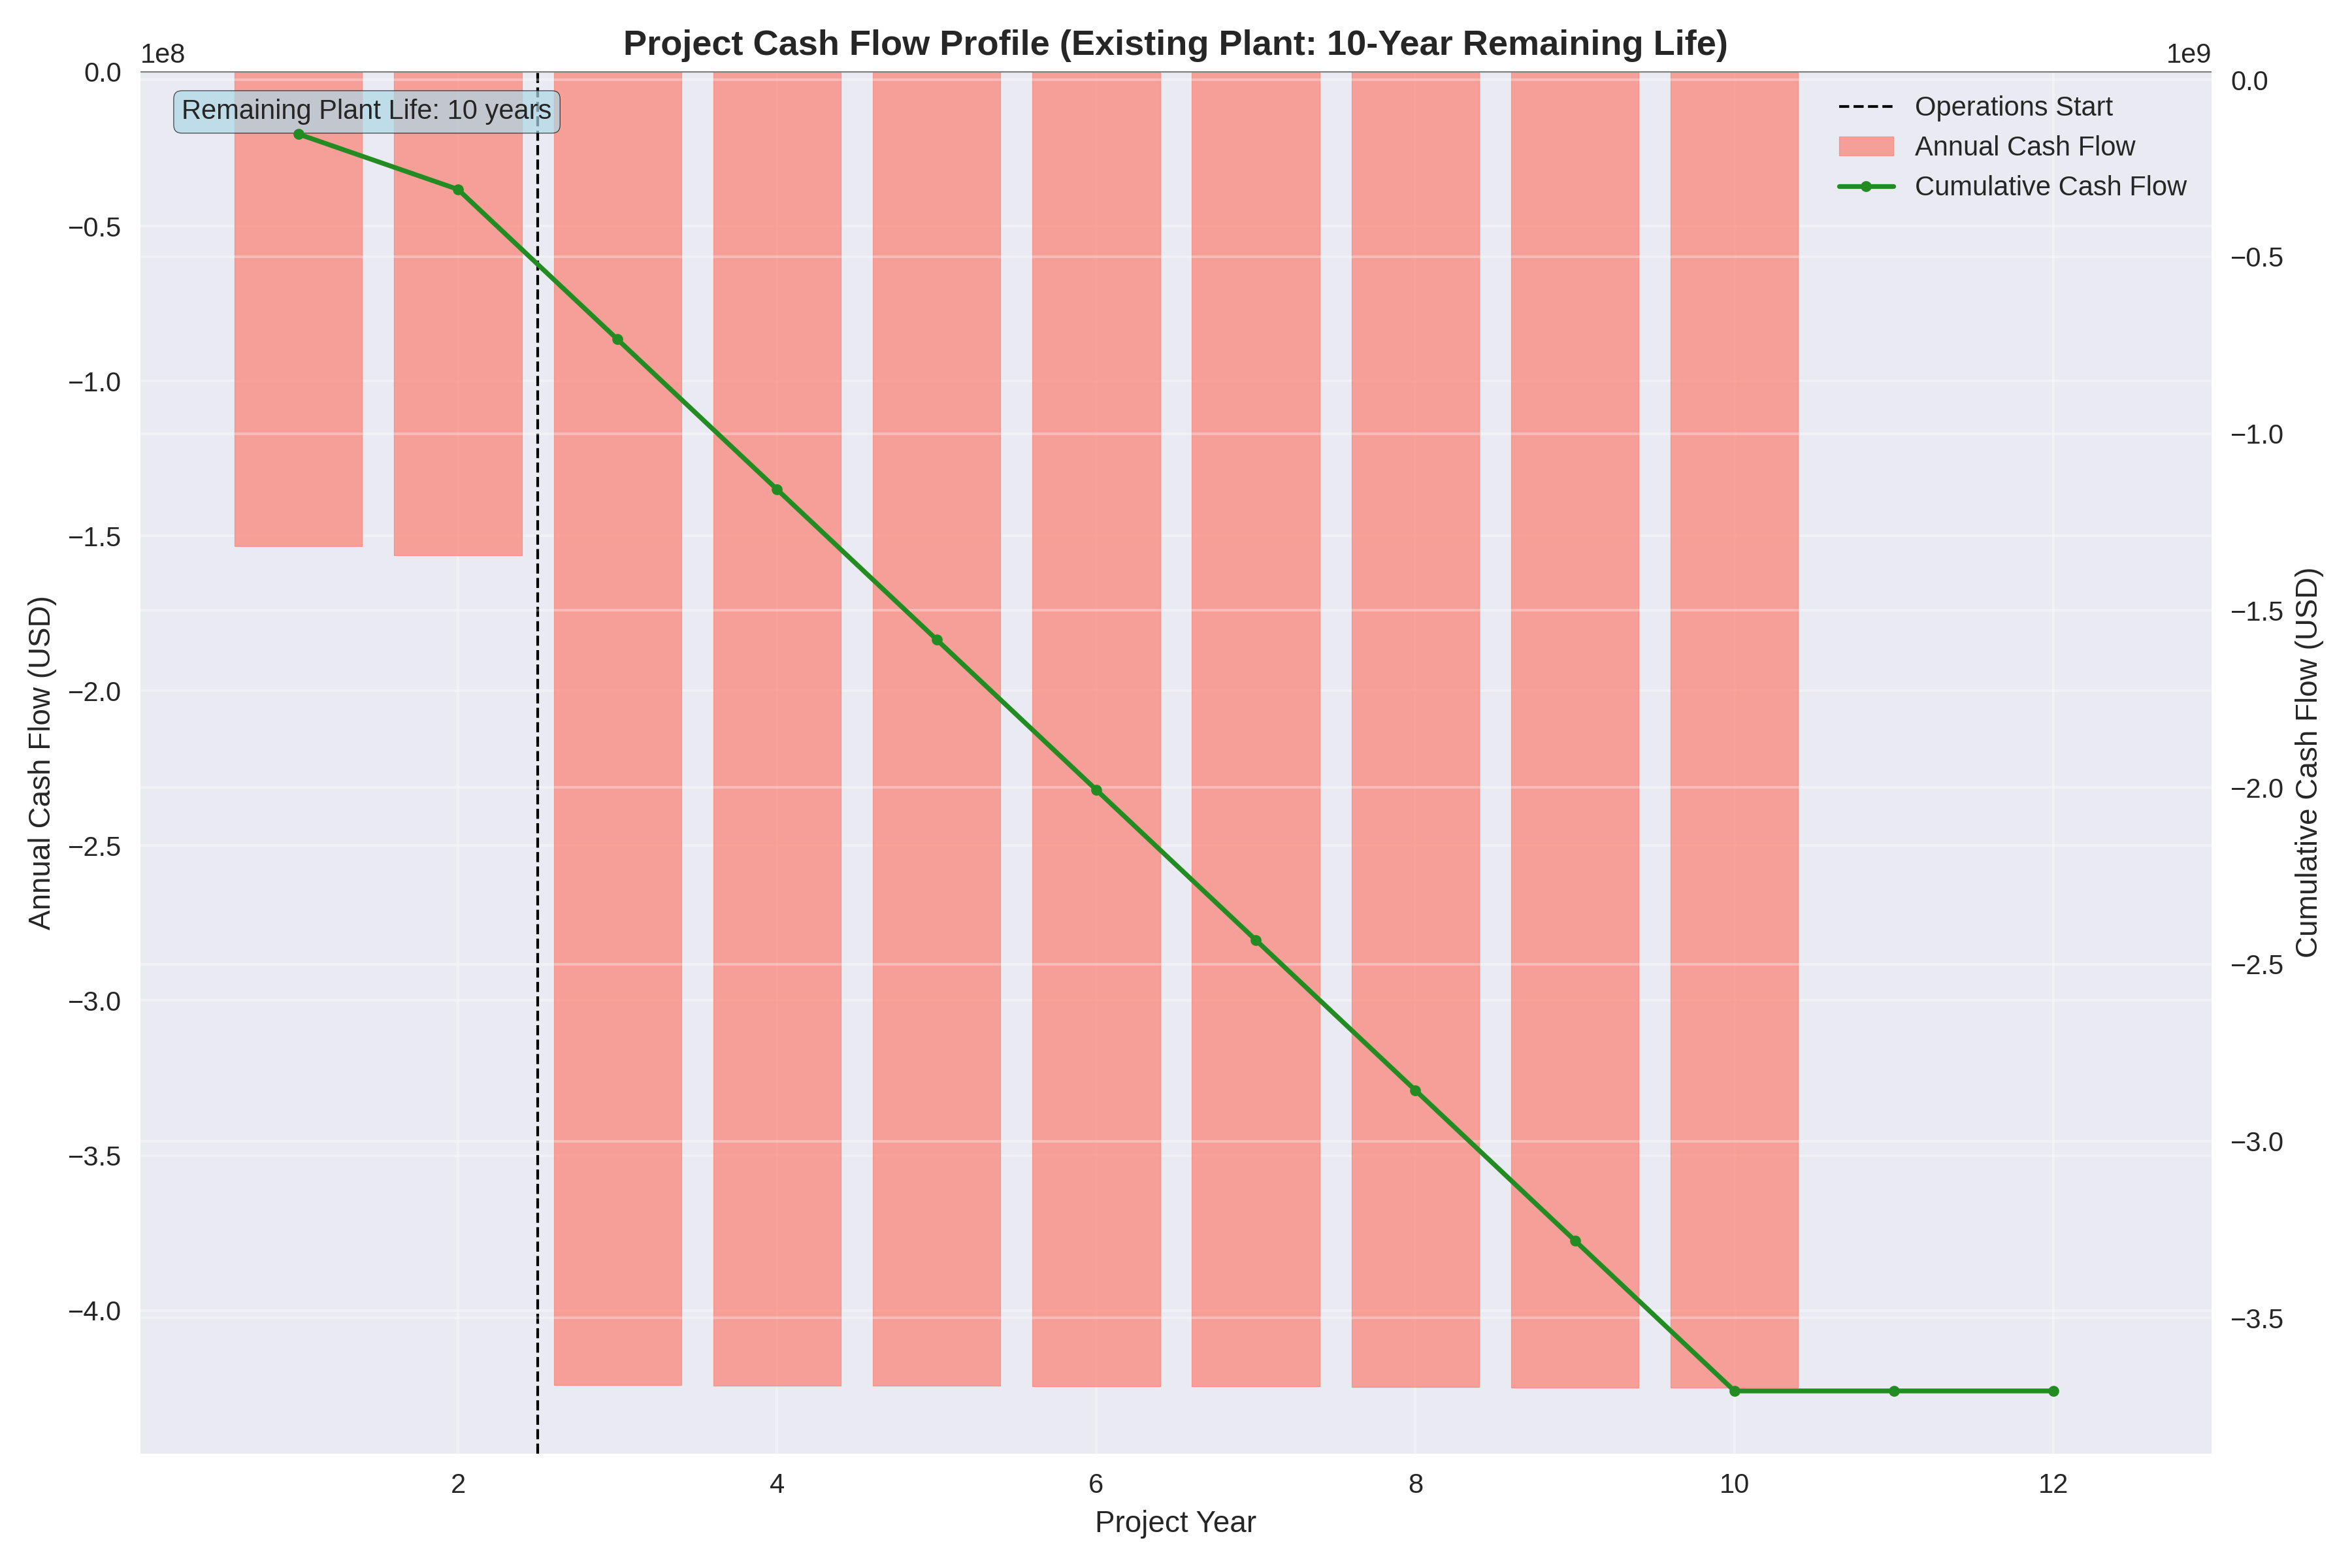 Project Cash Flow Profile (Existing Plant: 10-Year Remaining Life)
1e8
1e9
0.0
−0.5
−1.0
−1.5
−2.0
−2.5
−3.0
−3.5
−4.0
Annual Cash Flow (USD)
Remaining Plant Life: 10 years
Operations Start
Annual Cash Flow
Cumulative Cash Flow
0.0
−0.5
−1.0
−1.5
−2.0
−2.5
−3.0
−3.5
Cumulative Cash Flow (USD)
2 4 6 8 10 12
Project Year